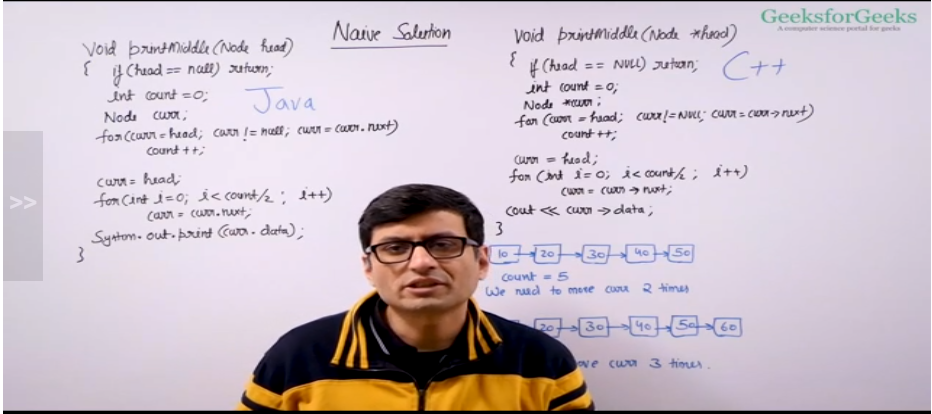 GeeksforGeeks
A computer science portal for geeks
Naive Solution
Void printMiddle(Node head)
{ if(head == null) return;
int count = 0;
Node curr;
for(curr = head; curr != null; curr = curr.next)
count++;
curr = head;
for(int i=0; i<count/2; i++)
curr = curr.next;
System.out.print(curr.data);
}
Java
Void printMiddle(Node *head)
{ if(head == NULL) return;
int count = 0;
Node *curr;
for(curr = head; curr != NULL; curr = curr→next)
count++;
curr = head;
for(int i=0; i<count/2; i++)
curr = curr→next;
cout << curr→data;
}
C++
10 → 20 → 30 → 40 → 50
count = 5
We need to move curr 2 times
20 → 30 → 40 → 50 → 60
curr 3 times.
>>